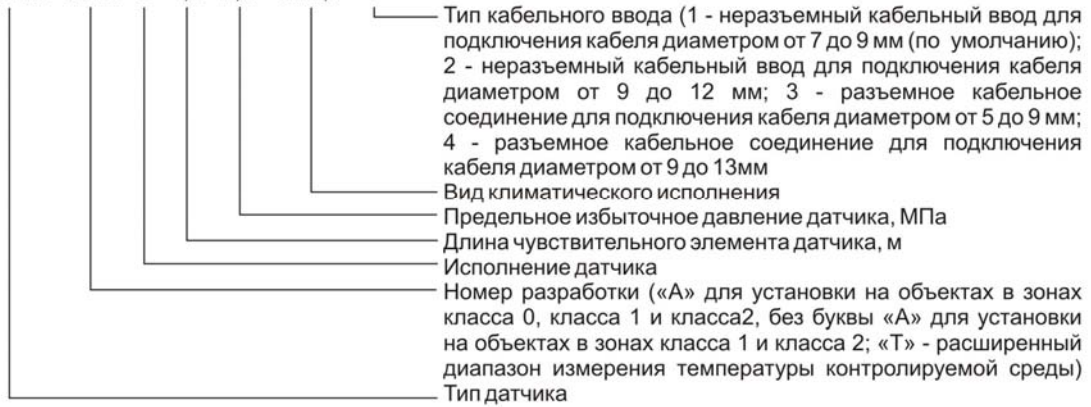 Тип кабельного ввода (1 - неразъемный кабельный ввод для
подключения кабеля диаметром от 7 до 9 мм (по умолчанию);
2 - неразъемный кабельный ввод для подключения кабеля
диаметром от 9 до 12 мм; 3 - разъемное кабельное
соединение для подключения кабеля диаметром от 5 до 9 мм;
4 - разъемное кабельное соединение для подключения
кабеля диаметром от 9 до 13мм
Вид климатического исполнения
Предельное избыточное давление датчика, МПа
Длина чувствительного элемента датчика, м
Исполнение датчика
Номер разработки («А» для установки на объектах в зонах
класса 0, класса 1 и класса2, без буквы «А» для установки
на объектах в зонах класса 1 и класса 2; «Т» - расширенный
диапазон измерения температуры контролируемой среды)
Тип датчика